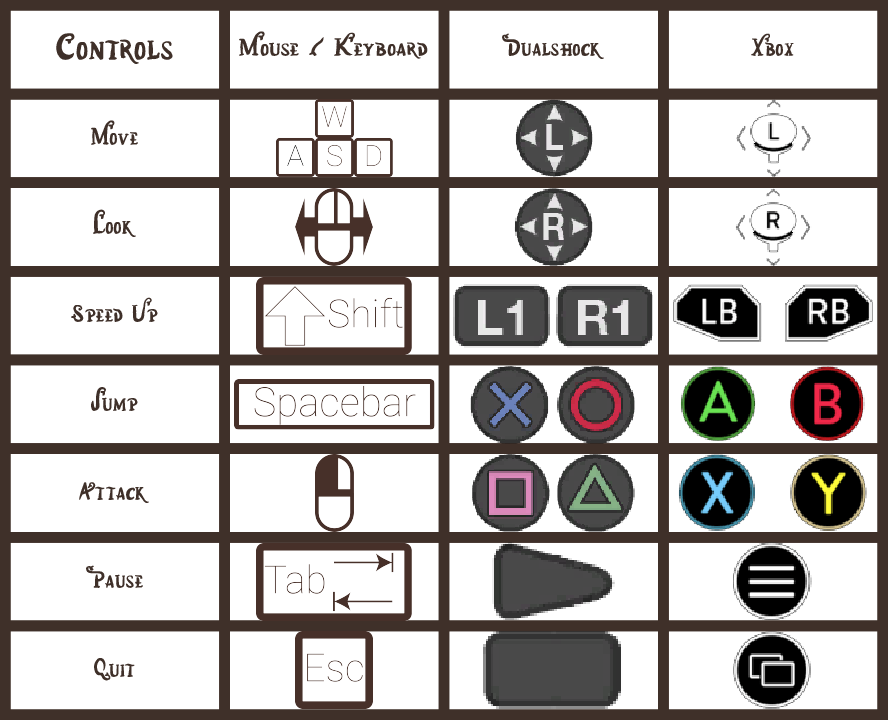 Controls Mouse / Keyboard Dualshock Xbox
Move W A S D L L
Look R R
Speed Up Shift L1 R1 LB RB
Jump Spacebar A B
Attack X Y
Pause Tab
Quit Esc